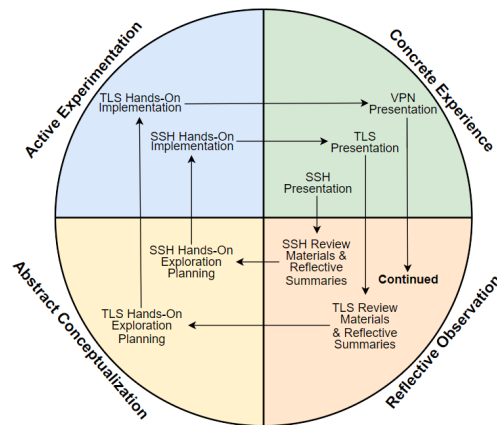 Active Experimentation
Concrete Experience
TLS Hands-On
Implementation
VPN
Presentation
SSH Hands-On
Implementation
TLS
Presentation
SSH
Presentation
SSH Hands-On
Exploration
Planning
SSH Review
Materials &
Reflective
Summaries
Continued
TLS Hands-On
Exploration
Planning
TLS Review
Materials
& Reflective
Summaries
Abstract Conceptualization
Reflective Observation